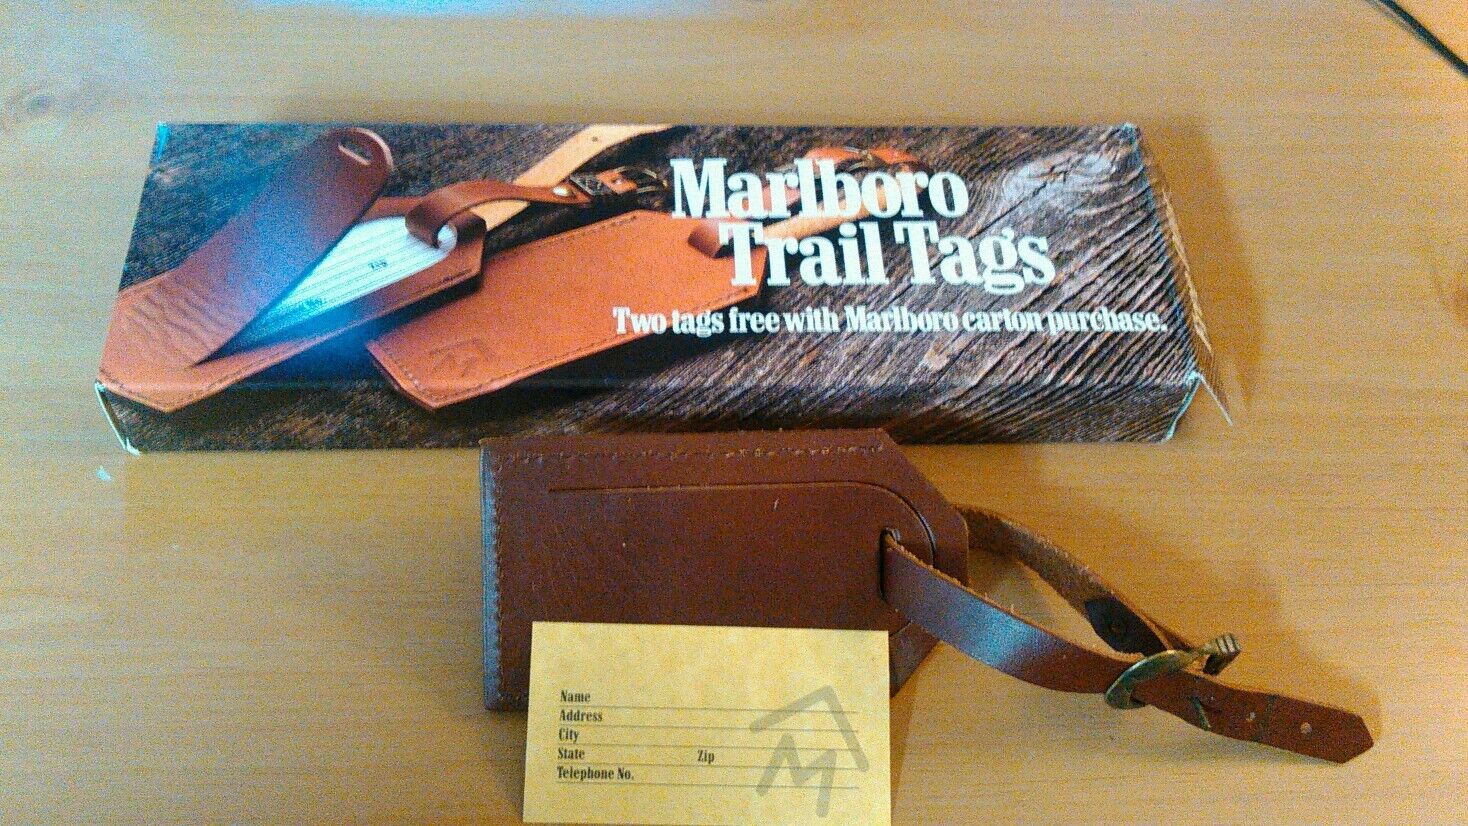 Marlboro
Trail Tags
Two tags free with Marlboro carton purchase.
Name
Address
City
State Zip
Telephone No.
M